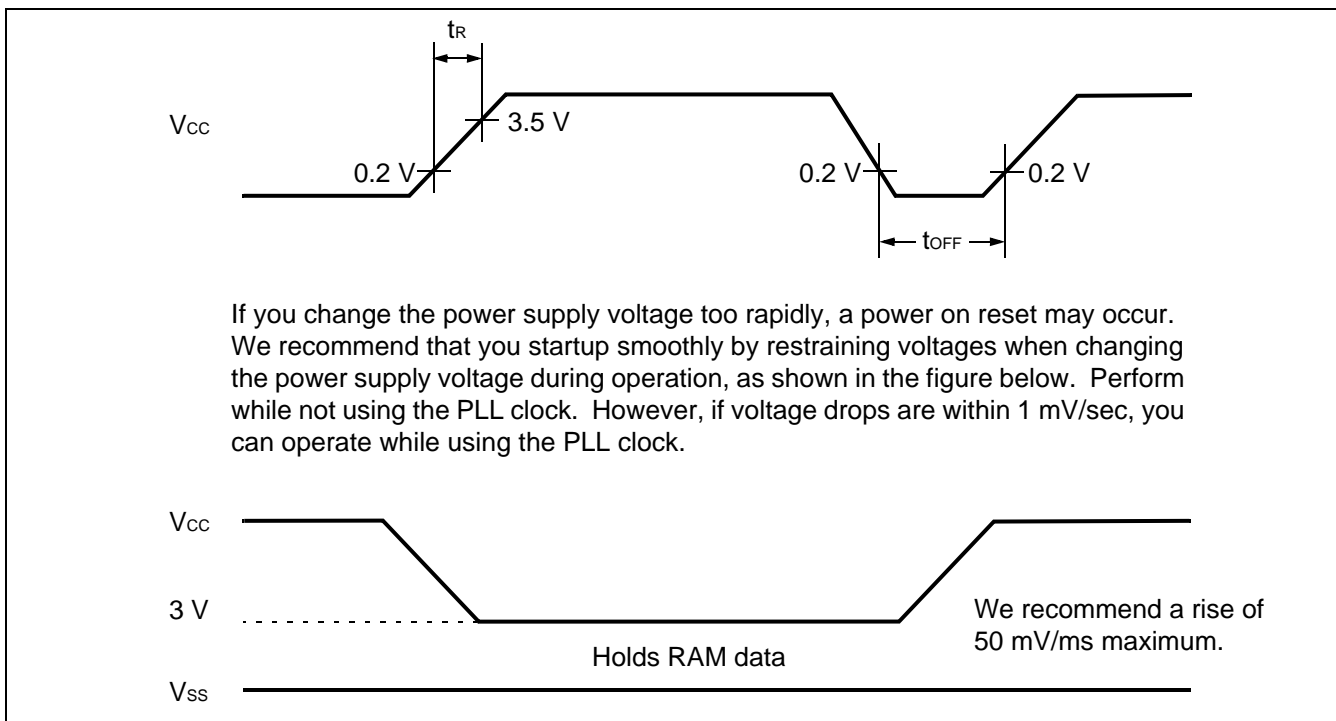 tR
VCC
3.5 V
0.2 V
0.2 V
0.2 V
tOFF
If you change the power supply voltage too rapidly, a power on reset may occur.
We recommend that you startup smoothly by restraining voltages when changing
the power supply voltage during operation, as shown in the figure below.  Perform
while not using the PLL clock.  However, if voltage drops are within 1 mV/sec, you
can operate while using the PLL clock.
VCC
3 V
We recommend a rise of
50 mV/ms maximum.
Holds RAM data
VSS